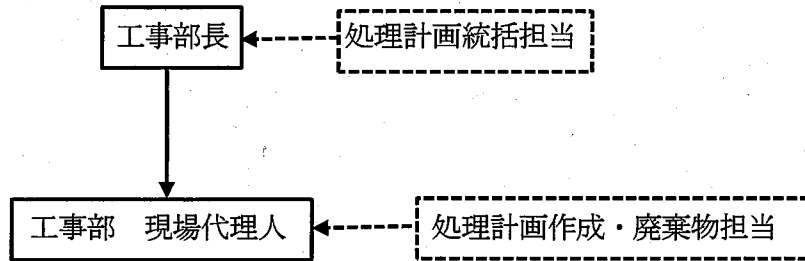 工事部長
処理計画統括担当
工事部　現場代理人
処理計画作成・廃棄物担当